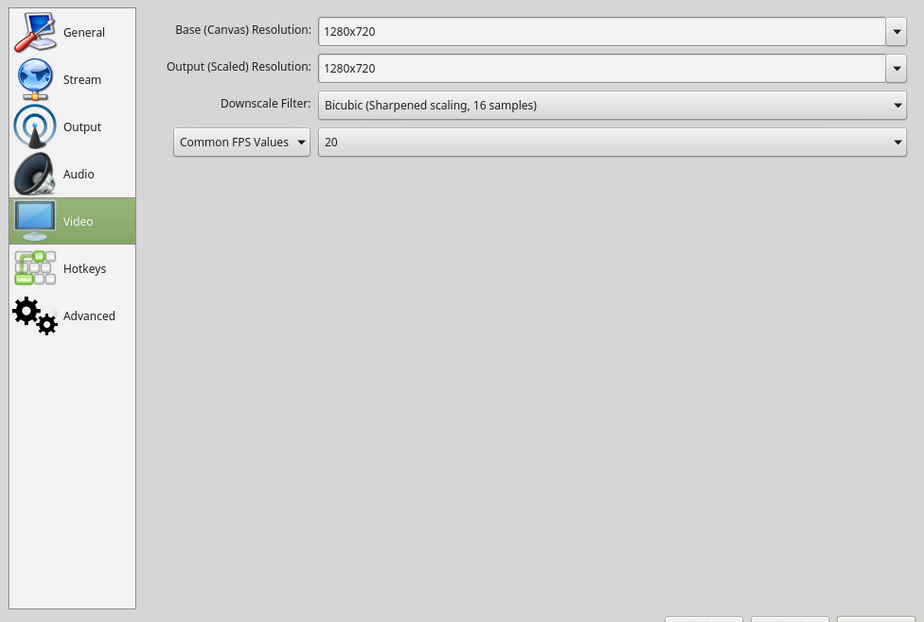 General
Stream
Output
Audio
Video
Hotkeys
Advanced
Base (Canvas) Resolution: 1280x720
Output (Scaled) Resolution: 1280x720
Downscale Filter: Bicubic (Sharpened scaling, 16 samples)
Common FPS Values 20